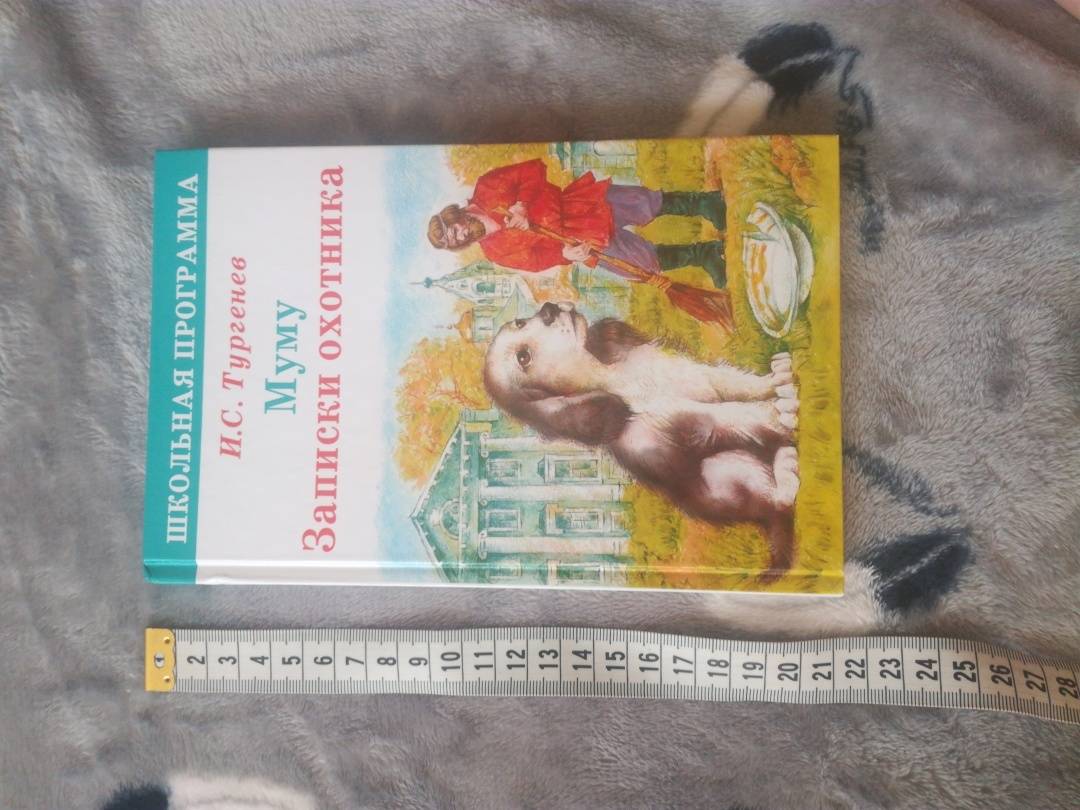 ШКОЛЬНАЯ ПРОГРАММА
И.С. Тургенев
Муму
Записки охотника
2 3 4 5 6 7 8 9 10 11 12 13 14 15 16 17 18 19 20 21 22 23 24 25 26 27 28